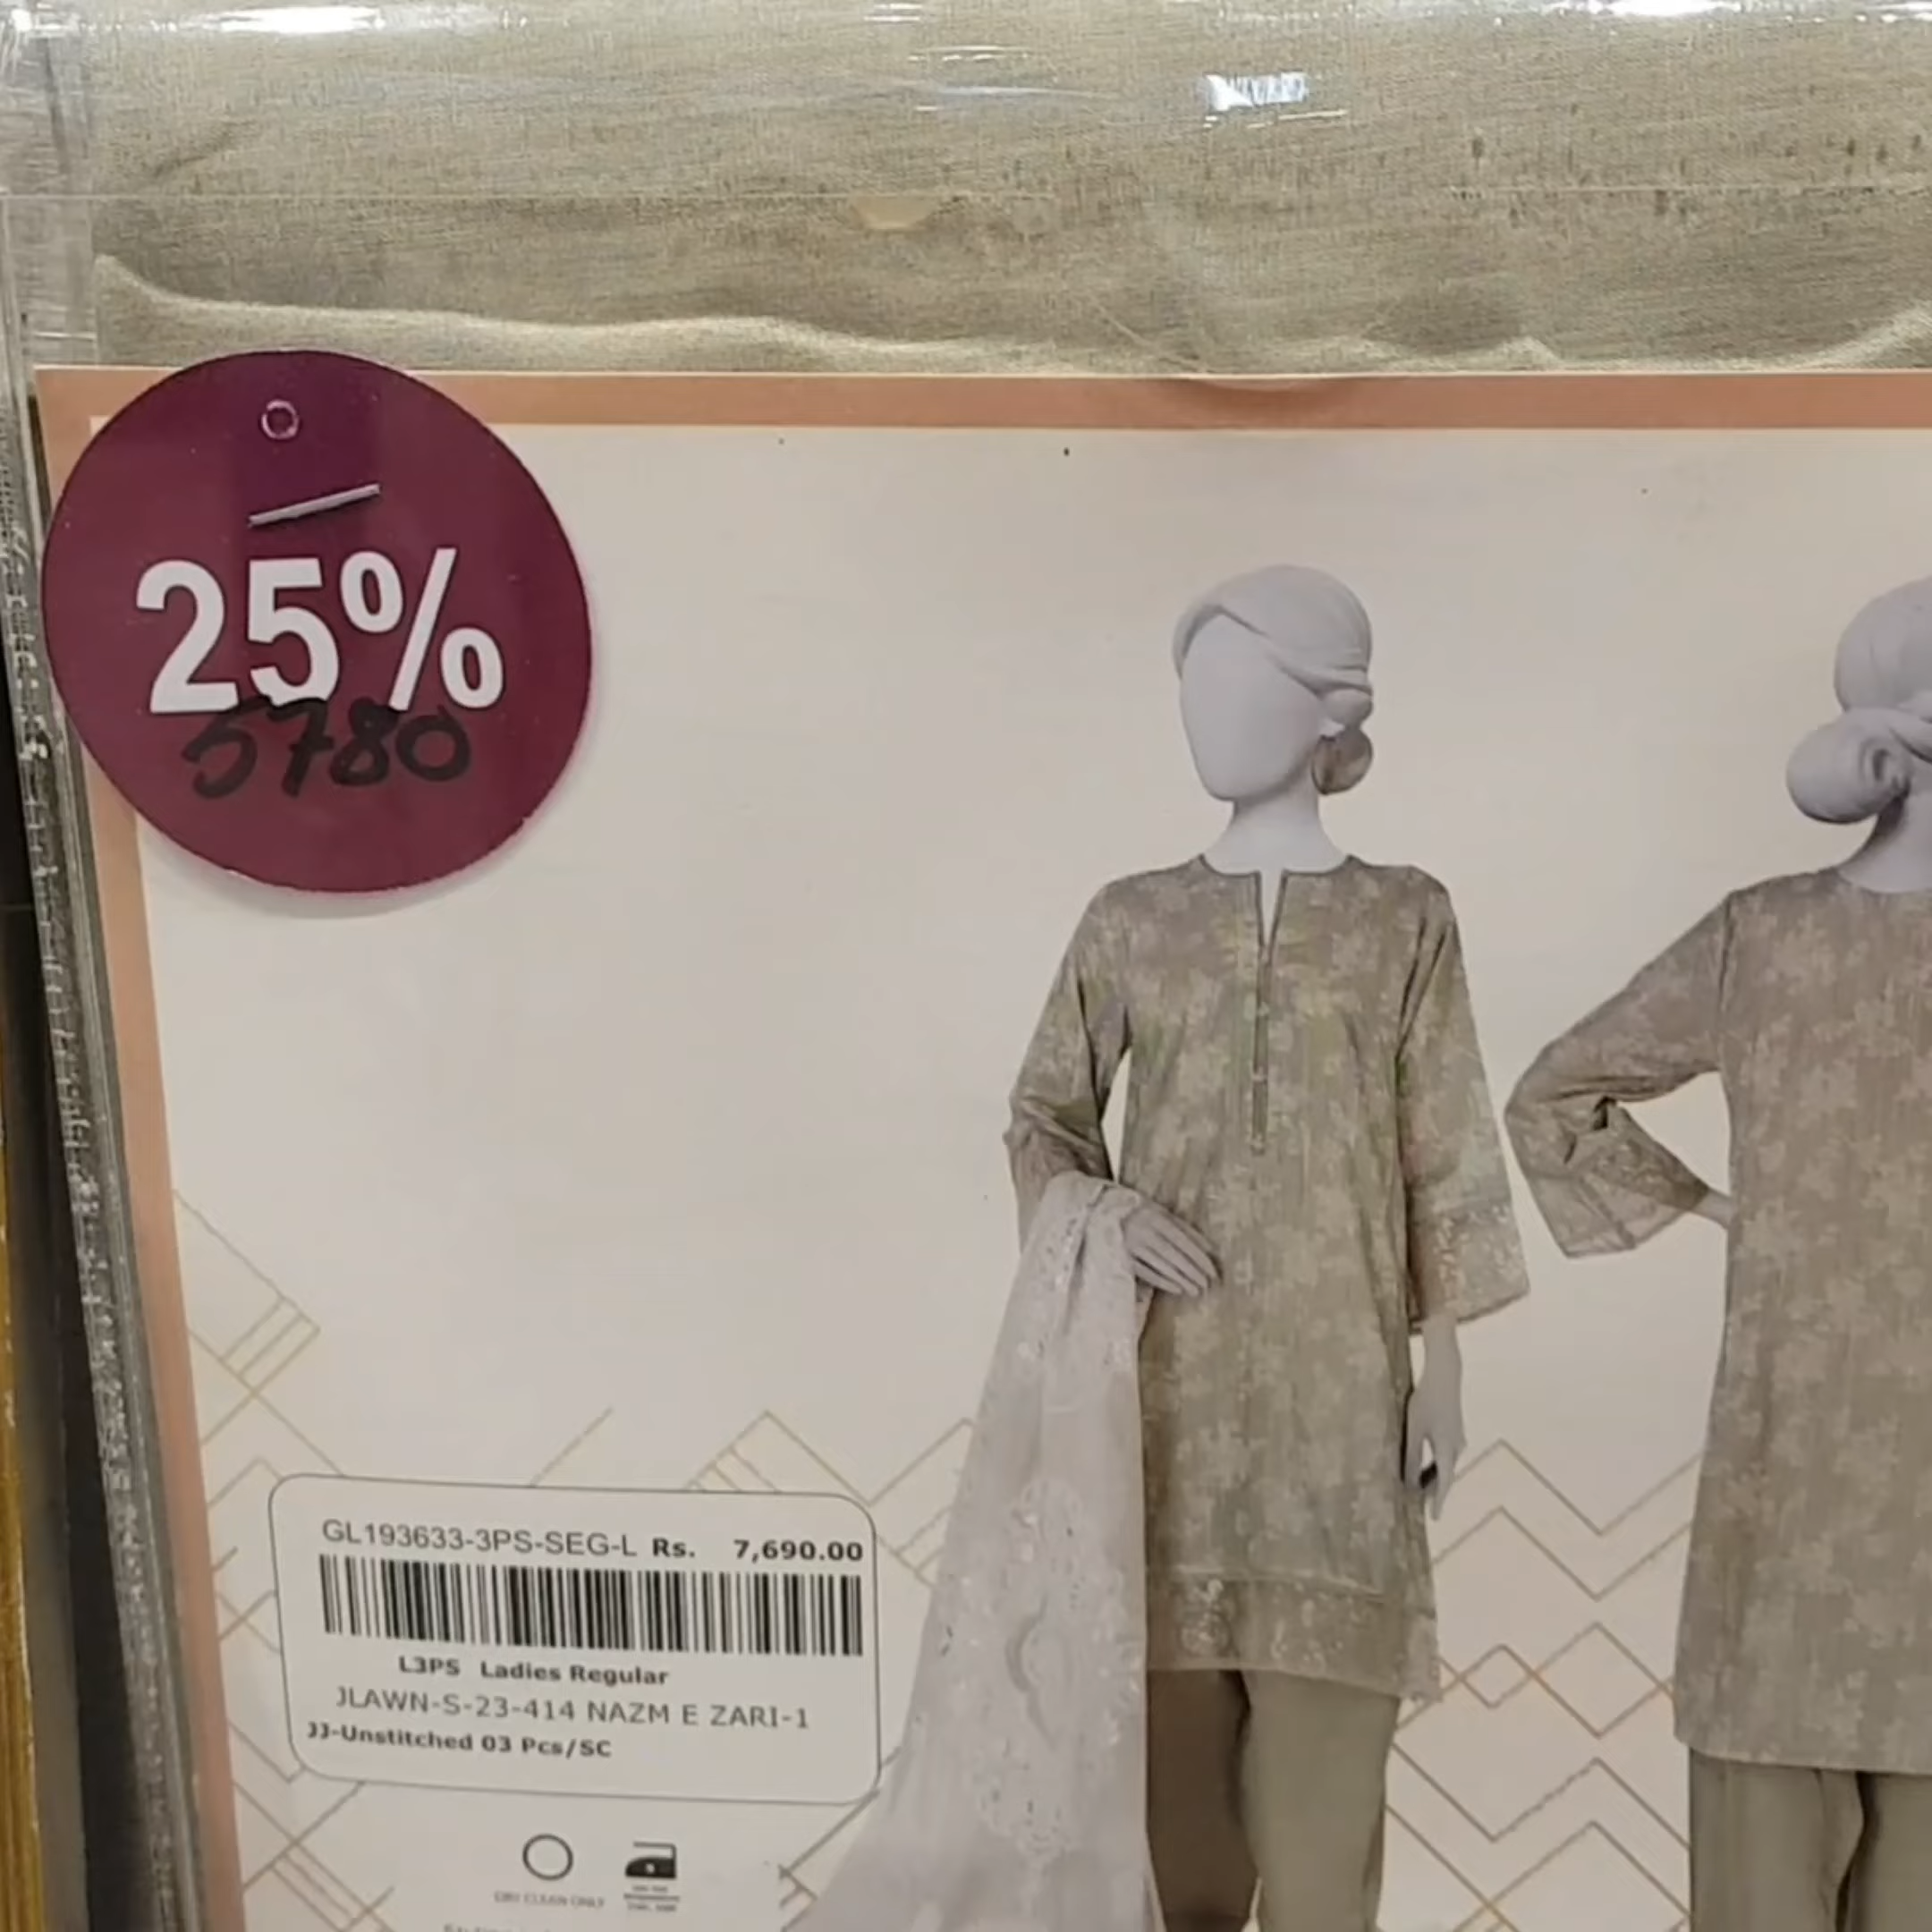 25%
5780
GL193633-3PS-SEG-L Rs. 7,690.00
L3PS Ladies Regular
JLAWN-S-23-414 NAZM E ZARI-1
JJ-Unstitched 03 Pcs/SC
DRY CLEAN ONLY